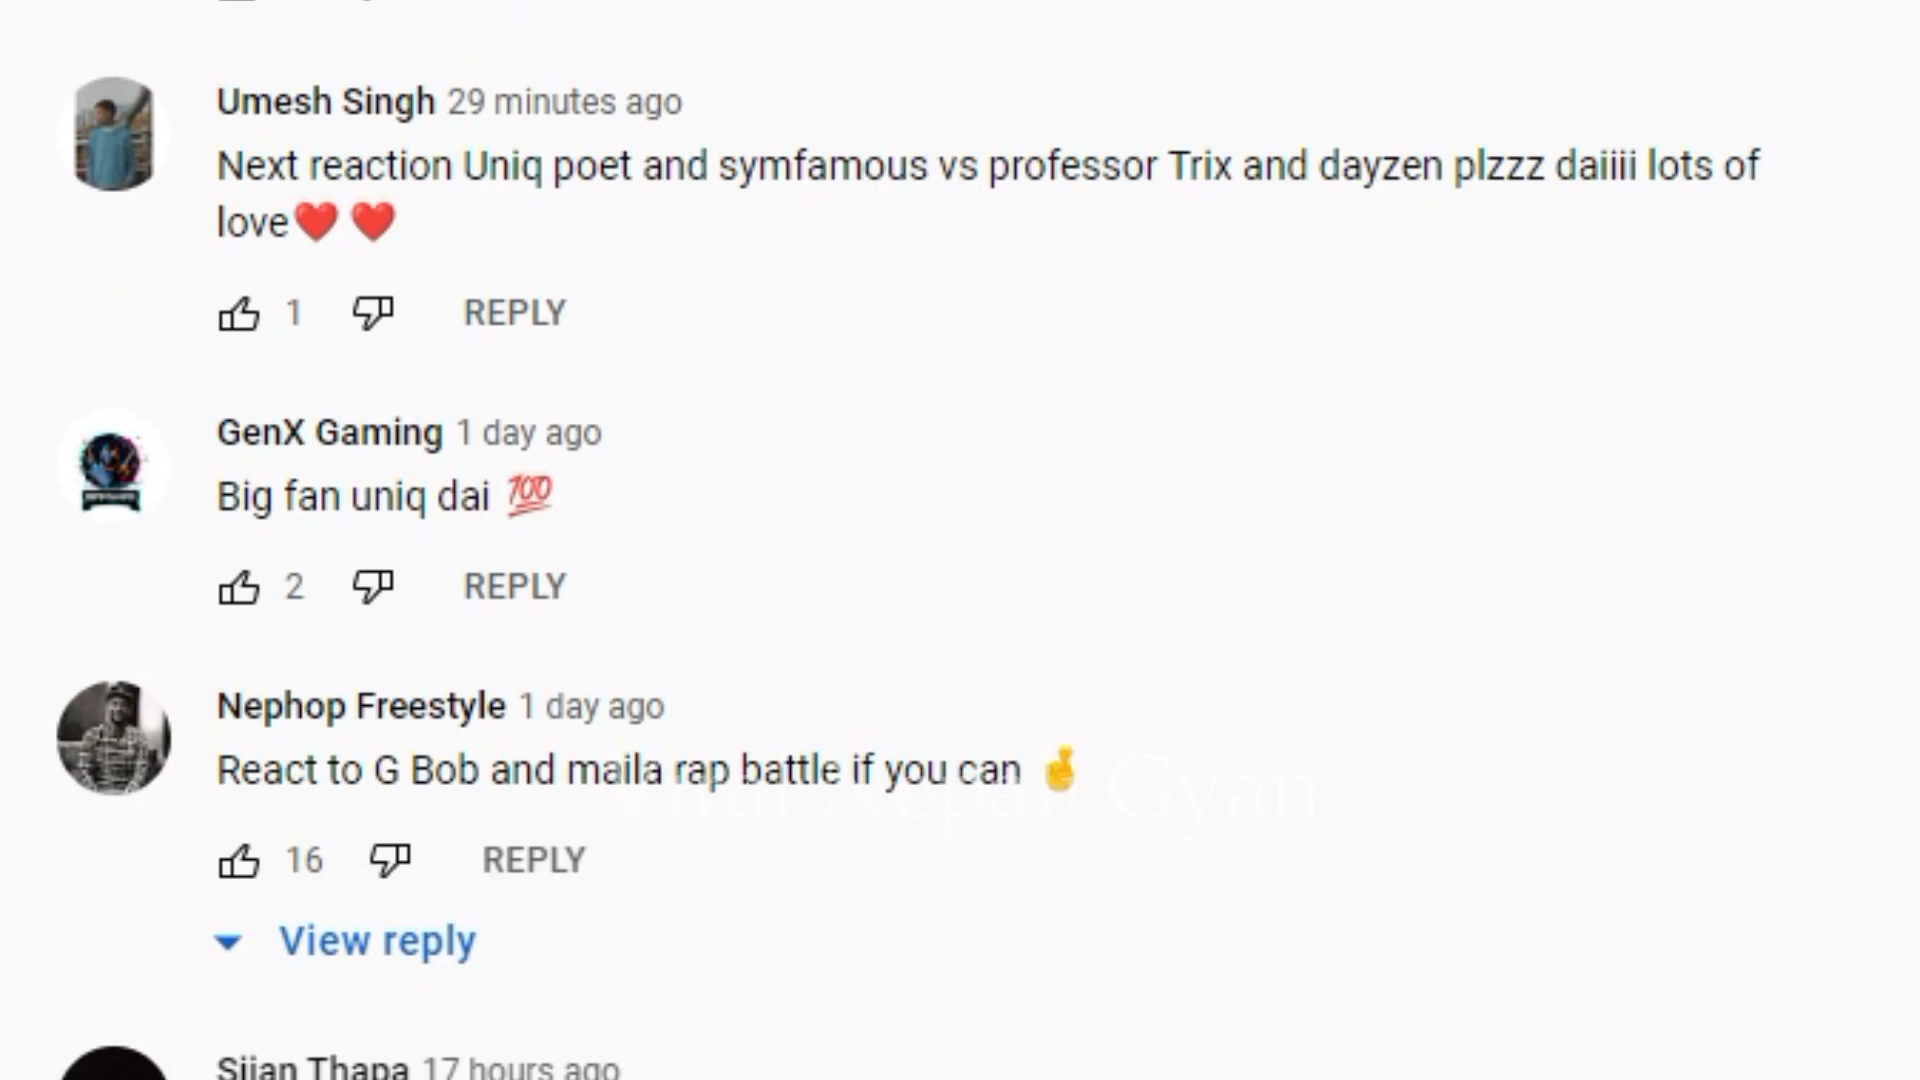 Umesh Singh 29 minutes ago
Next reaction Uniq poet and symfamous vs professor Trix and dayzen plzzz daiiii lots of
love❤️ ❤️
1 REPLY
GenX Gaming 1 day ago
Big fan uniq dai 💯
2 REPLY
Nephop Freestyle 1 day ago
React to G Bob and maila rap battle if you can 🤞
Viral Nepali Gyan
16 REPLY
View reply
Sijan Thapa 17 hours ago